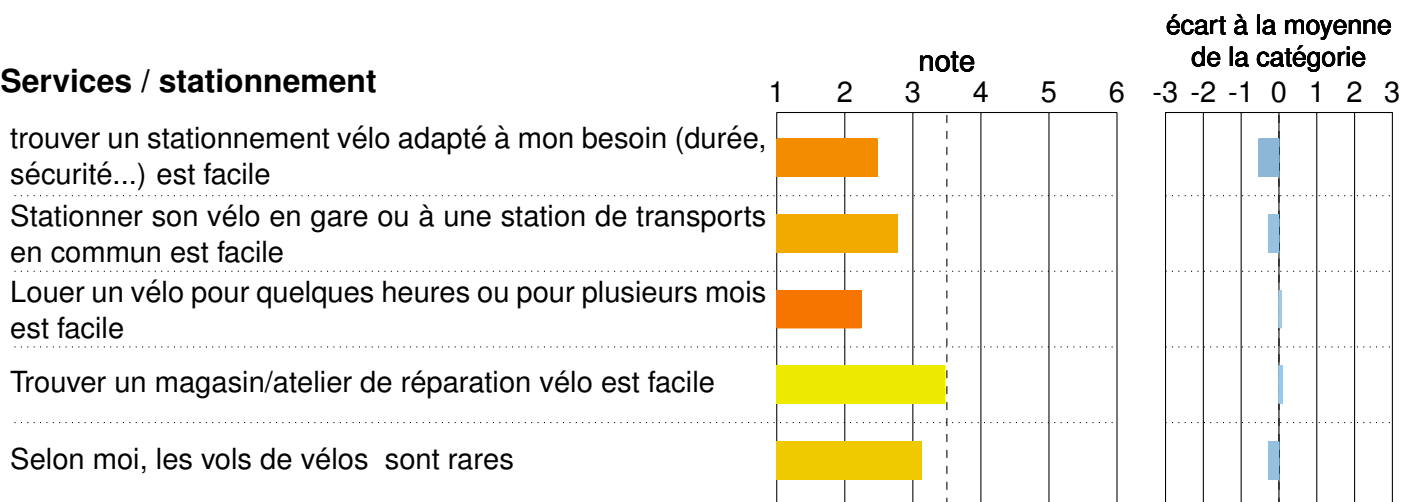 écart à la moyenne
note de la catégorie
Services / stationnement
1 2 3 4 5 6 -3 -2 -1 0 1 2 3
trouver un stationnement vélo adapté à mon besoin (durée,
sécurité...) est facile
Stationner son vélo en gare ou à une station de transports
en commun est facile
Louer un vélo pour quelques heures ou pour plusieurs mois
est facile
Trouver un magasin/atelier de réparation vélo est facile
Selon moi, les vols de vélos  sont rares